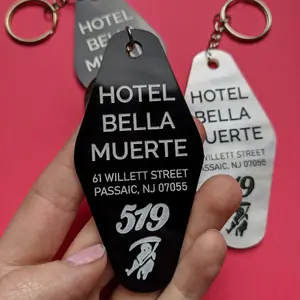 HOTEL
BELLA
MUERTE
61 WILLETT STREET
PASSAIC, NJ 07055
519
HOTEL
BELLA
MUERTE
HOTEL
BELLA
MUERTE
WILLETT STREET
PASSAIC, NJ 07055
519